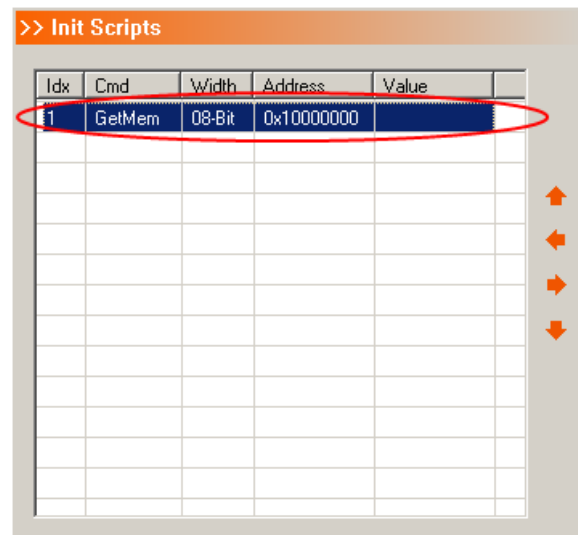 >> Init Scripts
Idx Cmd Width Address Value
1 GetMem 08-Bit 0x10000000